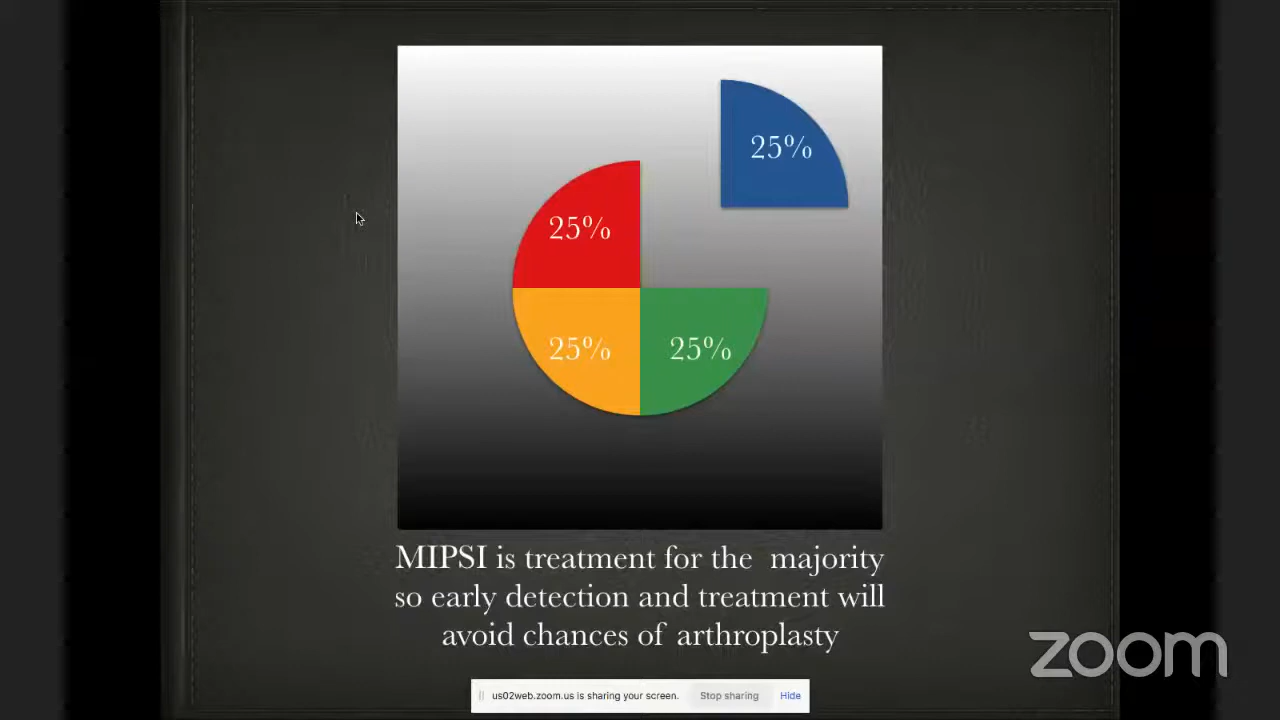 25%
25%
25%
25%
MIPSI is treatment for the majority
so early detection and treatment will
avoid chances of arthroplasty
zoom
us02web.zoom.us is sharing your screen. Stop sharing Hide